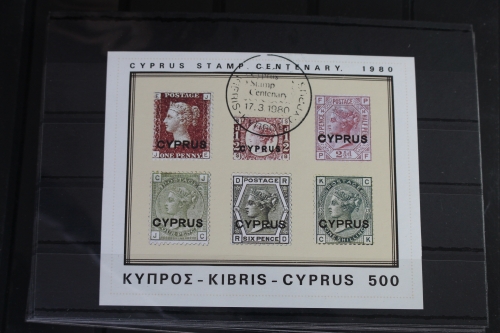 CYPRUS STAMP. CENTENARY. 1980
Cyprus
Stamp
Centenary
17.3.1980
POSTAGE
CYPRUS
ONE PENNY
CYPRUS
POSTAGE
CYPRUS
CYPRUS
POSTAGE
CYPRUS
SIX PENCE
CYPRUS
ΚΥΠΡΟΣ - KIBRIS - CYPRUS 500